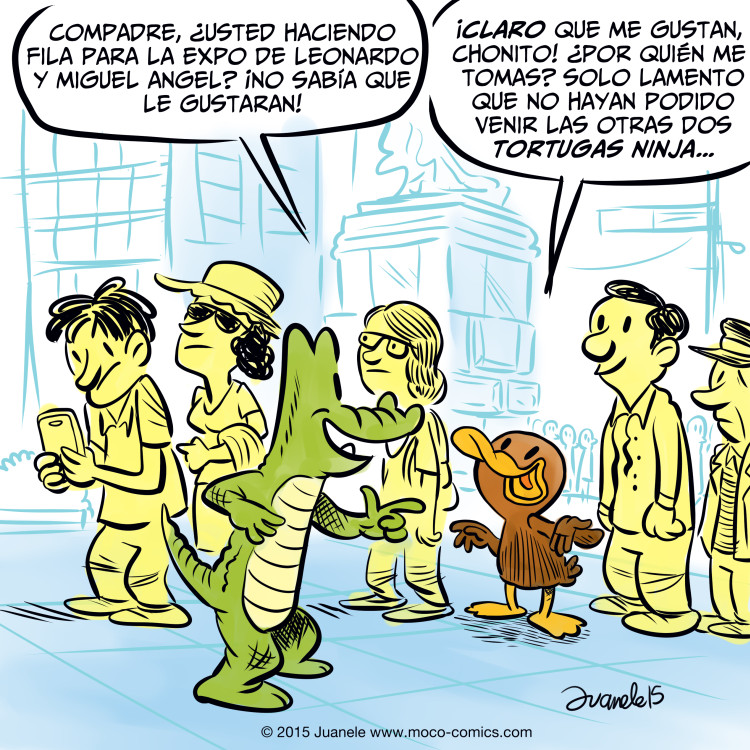 COMPADRE, ¿USTED HACIENDO
FILA PARA LA EXPO DE LEONARDO
Y MIGUEL ANGEL? ¡NO SABÍA QUE
LE GUSTARAN!
¡CLARO QUE ME GUSTAN,
CHONITO! ¿POR QUIÉN ME
TOMAS? SOLO LAMENTO
QUE NO HAYAN PODIDO
VENIR LAS OTRAS DOS
TORTUGAS NINJA...
Juanele15
© 2015 Juanele www.moco-comics.com